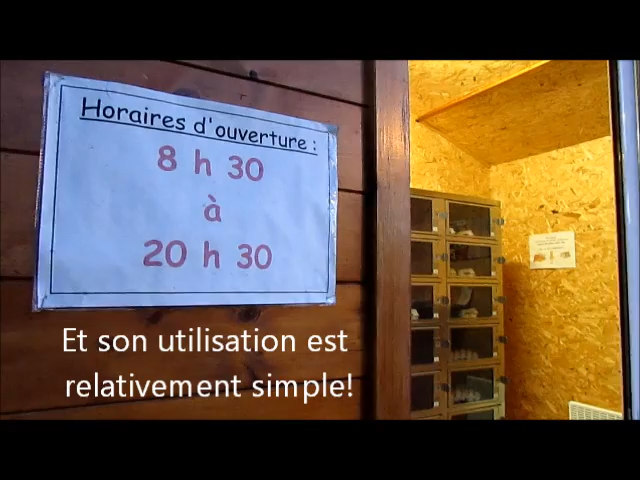 Horaires d'ouverture :
8 h 30
à
20 h 30
Et son utilisation est
relativement simple!